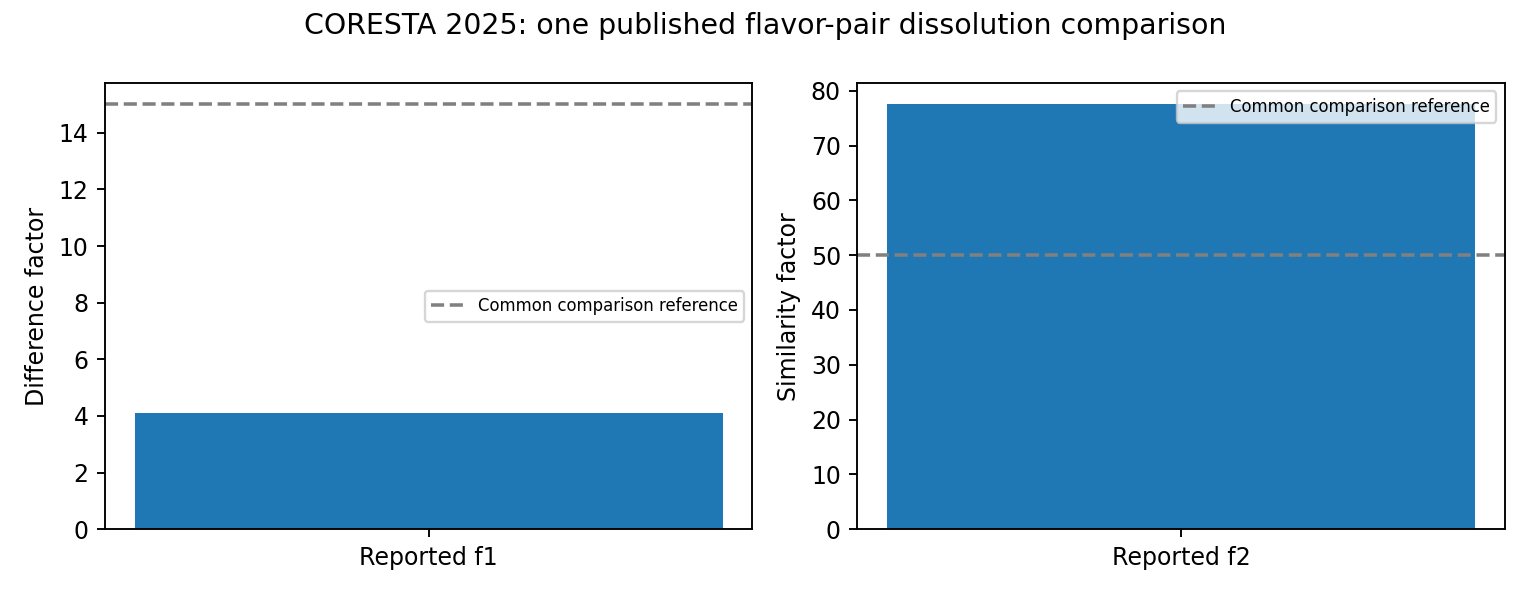 CORESTA 2025: one published flavor-pair dissolution comparison
Difference factor
14
12
10
8
6
4
2
0
Common comparison reference
Reported f1
Similarity factor
80
70
60
50
40
30
20
10
0
Common comparison reference
Reported f2